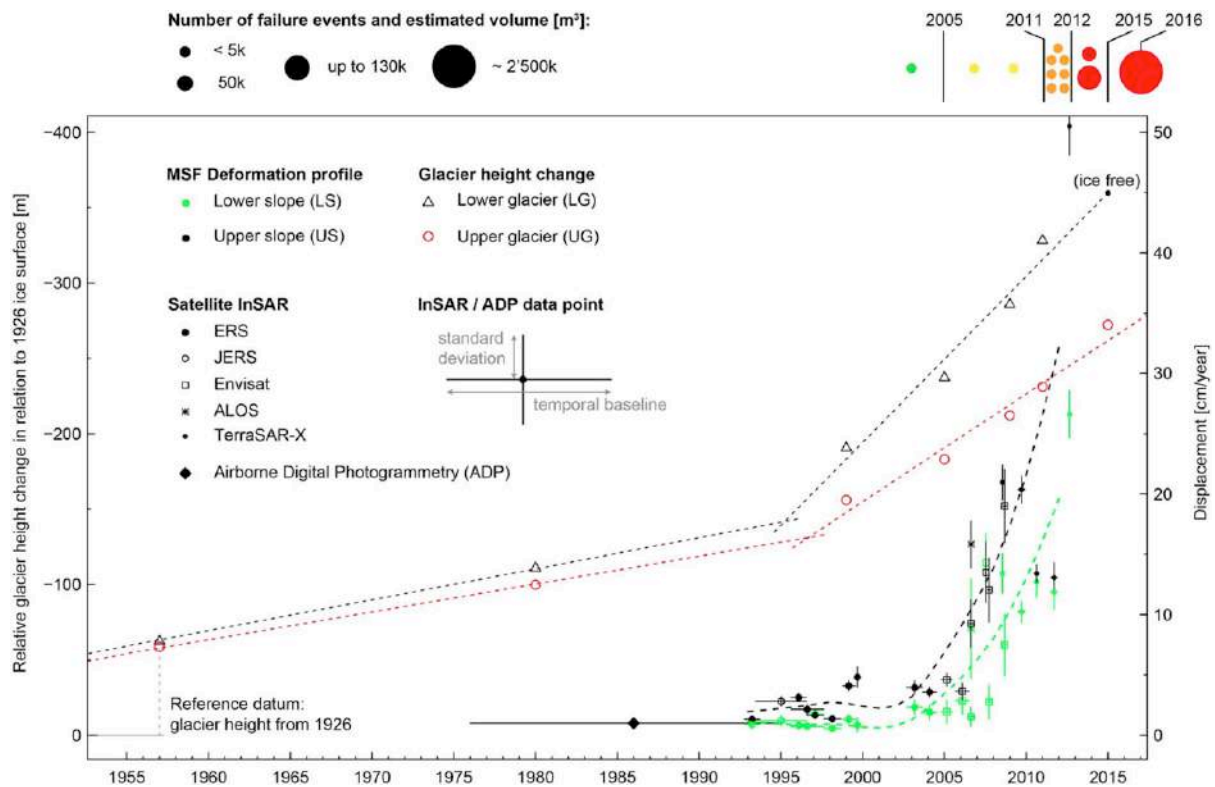 Number of failure events and estimated volume [m³]:
< 5k
50k
up to 130k
~ 2'500k
2005
2011
2012
2015
2016
Relative glacier height change in relation to 1926 ice surface [m]
−400
−300
−200
−100
0
MSF Deformation profile
Lower slope (LS)
Upper slope (US)
Glacier height change
Lower glacier (LG)
Upper glacier (UG)
Satellite InSAR
ERS
JERS
Envisat
ALOS
TerraSAR-X
Airborne Digital Photogrammetry (ADP)
InSAR / ADP data point
standard
deviation
temporal baseline
(ice free)
Reference datum:
glacier height from 1926
50
40
30
20
10
0
Displacement [cm/year]
1955 1960 1965 1970 1975 1980 1985 1990 1995 2000 2005 2010 2015